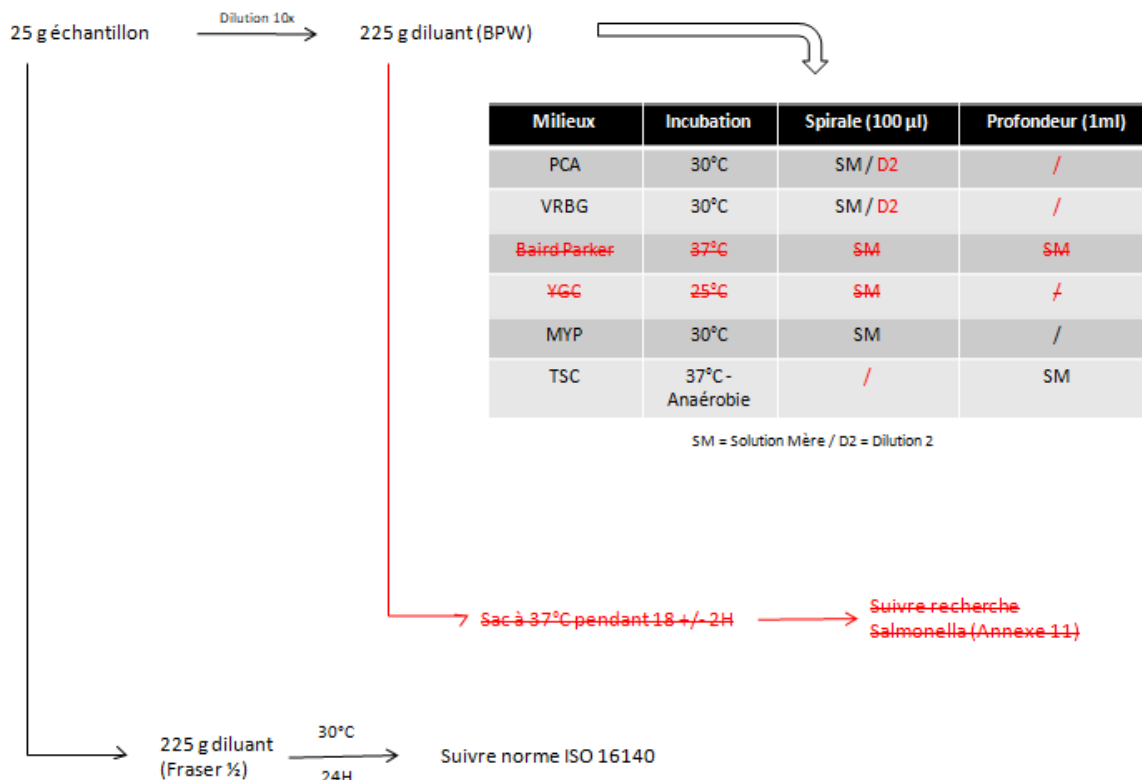 Dilution 10x
25 g échantillon
225 g diluant (BPW)
Milieux Incubation Spirale (100 µl) Profondeur (1ml)
PCA 30°C SM / D2 /
VRBG 30°C SM / D2 /
Baird Parker 37°C SM SM
YGC 25°C SM /
MYP 30°C SM /
TSC 37°C - / SM
Anaérobie
SM = Solution Mère / D2 = Dilution 2
Sac à 37°C pendant 18 +/- 2H
Suivre recherche
Salmonella (Annexe 11)
225 g diluant
(Fraser ½)
30°C
24H
Suivre norme ISO 16140